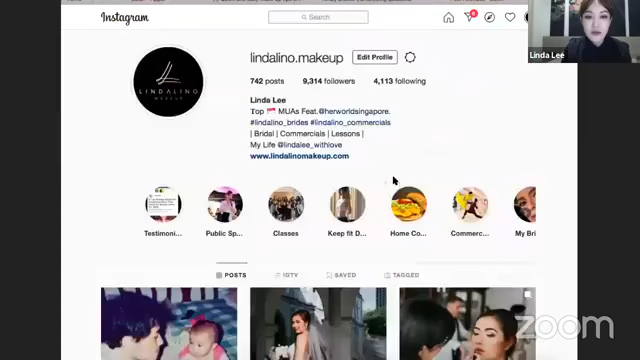 Instagram
Search
6
Linda Lee
lindalino.makeup
Edit Profile
742 posts
9,314 followers
4,113 following
LINDALINO
MAKEUP
Linda Lee
Top 🇸🇬 MUAs Feat.@herworldsingapore.
#lindalino_brides #lindalino_commercials
| Bridal | Commercials | Lessons |
My Life @lindalee_withlove
www.lindalinomakeup.com
Testimoni...
Public Sp...
Classes
Keep fit D...
Home Co...
Commerc...
My Bri
POSTS
IGTV
SAVED
TAGGED
zoom